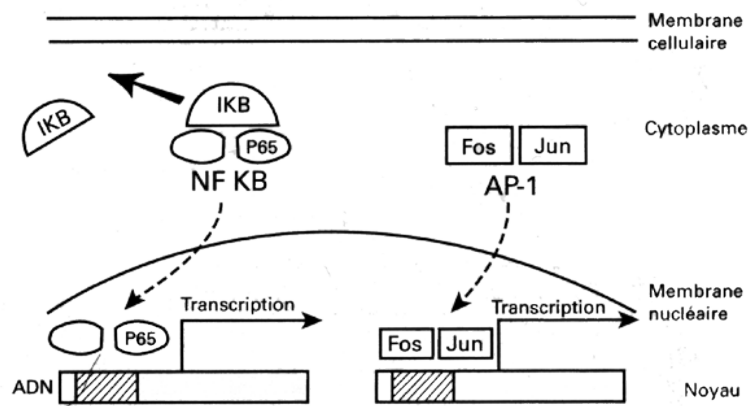 Membrane
cellulaire
IKB
IKB
P65
NF KB
Fos
Jun
AP-1
Cytoplasme
Membrane
nucléaire
Transcription
P65
Transcription
Fos
Jun
ADN
Noyau